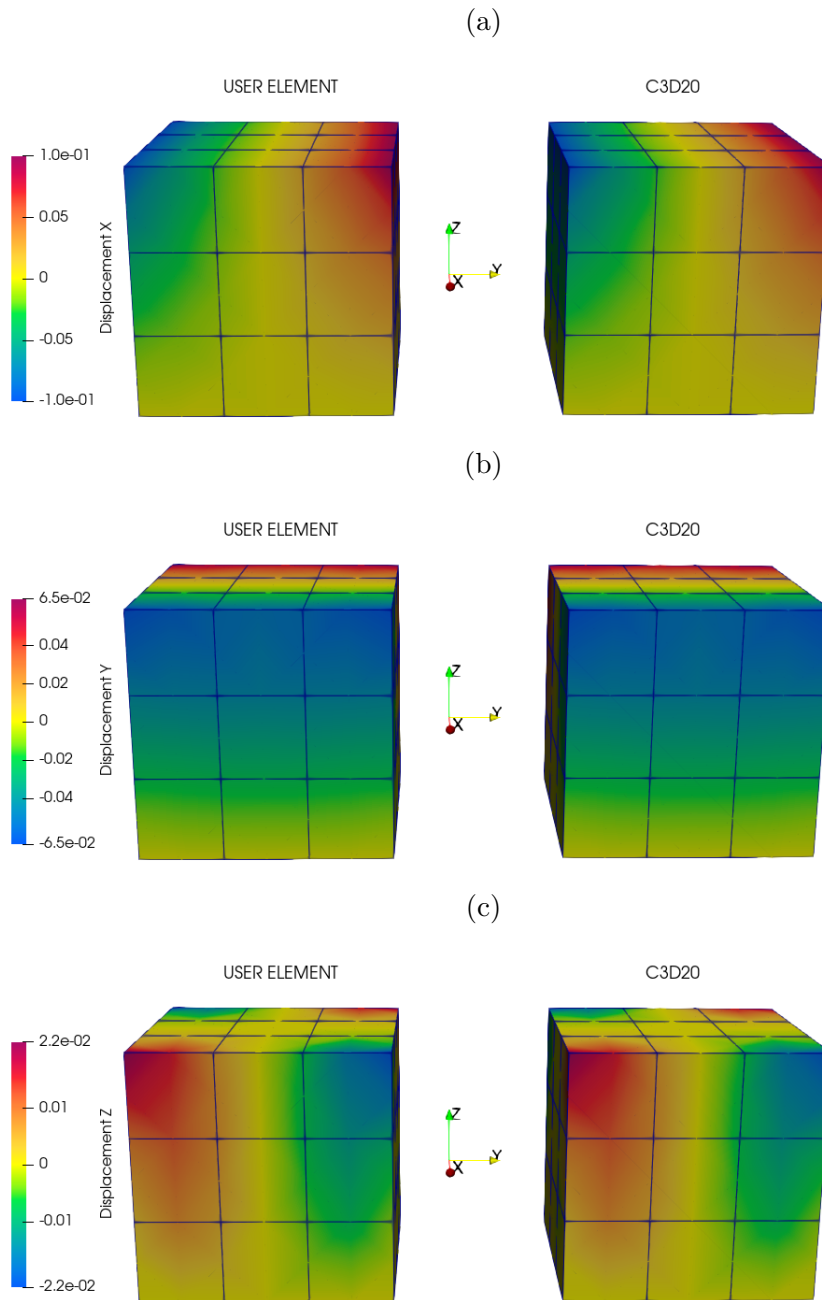 (a)
USER ELEMENT
C3D20
Displacement X
1.0e-01
0.05
0
-0.05
-1.0e-01
Z
Y
X
(b)
USER ELEMENT
C3D20
Displacement Y
6.5e-02
0.04
0.02
0
-0.02
-0.04
-6.5e-02
Z
Y
X
(c)
USER ELEMENT
C3D20
Displacement Z
2.2e-02
0.01
0
-0.01
-2.2e-02
Z
Y
X